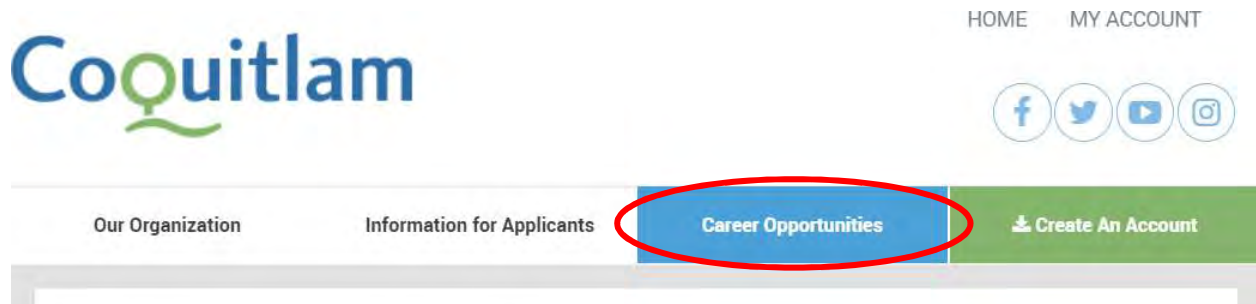 HOME MY ACCOUNT
Coquitlam
Our Organization Information for Applicants Career Opportunities Create An Account